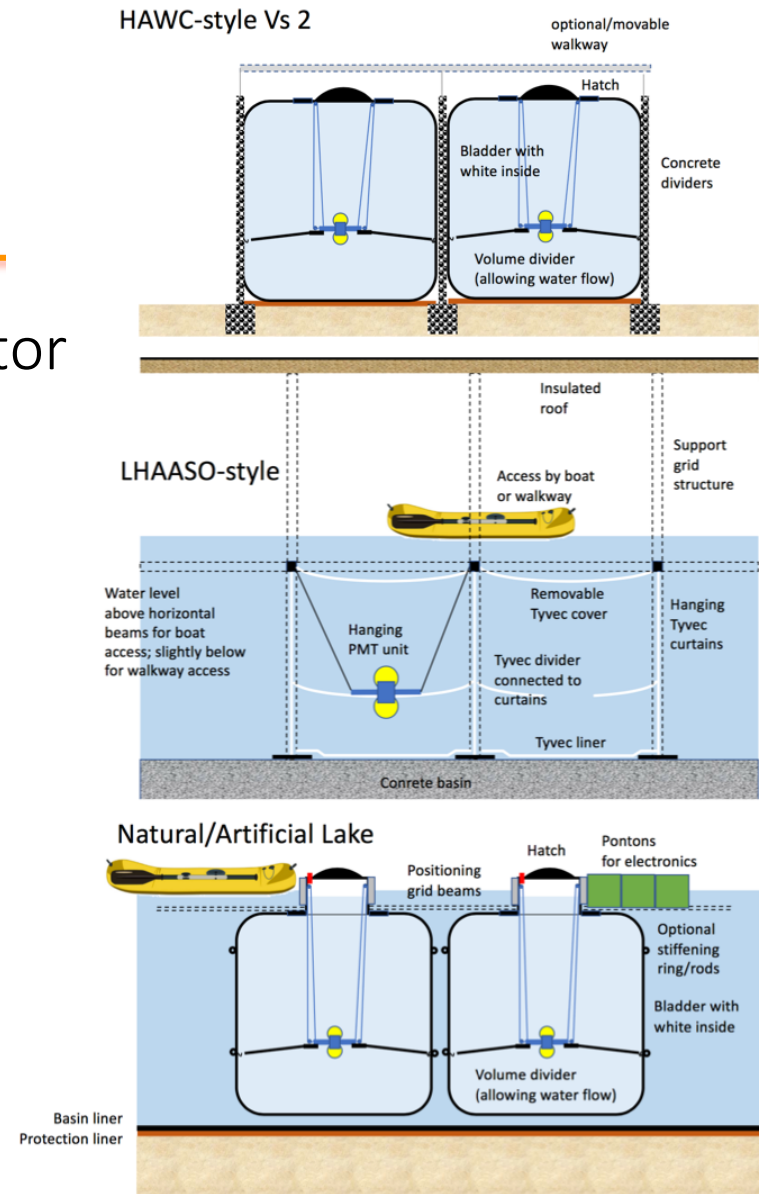 HAWC-style Vs 2
optional/movable
walkway
Hatch
Bladder with
white inside
Concrete
dividers
Volume divider
(allowing water flow)
tor
Insulated
roof
LHAASO-style
Support
grid
structure
Access by boat
or walkway
Water level
above horizontal
beams for boat
access; slightly below
for walkway access
Removable
Tyvec cover
Hanging
Tyvec
curtains
Hanging
PMT unit
Tyvec divider
connected to
curtains
Tyvec liner
Conrete basin
Natural/Artificial Lake
Hatch
Pontons
for electronics
Positioning
grid beams
Optional
stiffening
ring/rods
Bladder with
white inside
Volume divider
(allowing water flow)
Basin liner
Protection liner